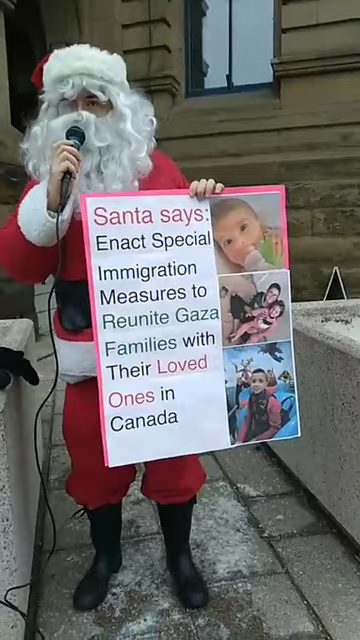 Santa says:
Enact Special
Immigration
Measures to
Reunite Gaza
Families with
Their Loved
Ones in
Canada